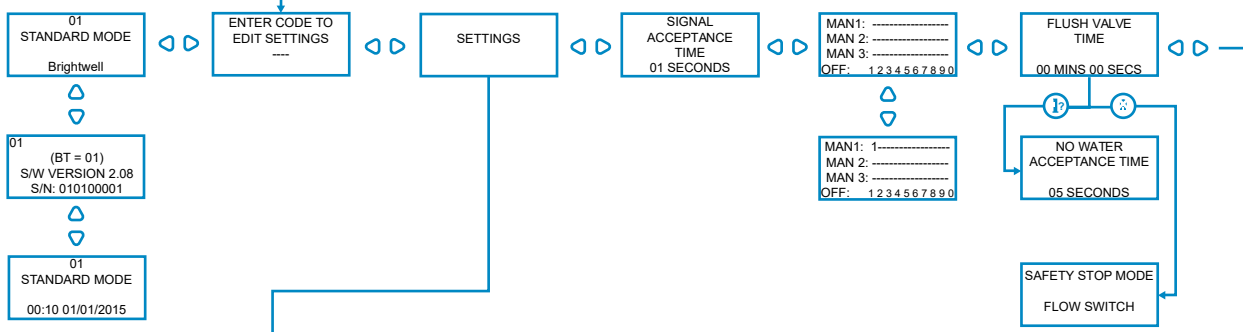 01
STANDARD MODE
Brightwell
ENTER CODE TO
EDIT SETTINGS
----
SETTINGS
SIGNAL
ACCEPTANCE
TIME
01 SECONDS
MAN1: -----------------
MAN 2: -----------------
MAN 3: -----------------
OFF: 1 2 3 4 5 6 7 8 9 0
FLUSH VALVE
TIME
00 MINS 00 SECS
01
(BT = 01)
S/W VERSION 2.08
S/N: 010100001
MAN1: 1-----------------
MAN 2: -----------------
MAN 3: -----------------
OFF: 1 2 3 4 5 6 7 8 9 0
?
NO WATER
ACCEPTANCE TIME
05 SECONDS
01
STANDARD MODE
00:10 01/01/2015
SAFETY STOP MODE
FLOW SWITCH